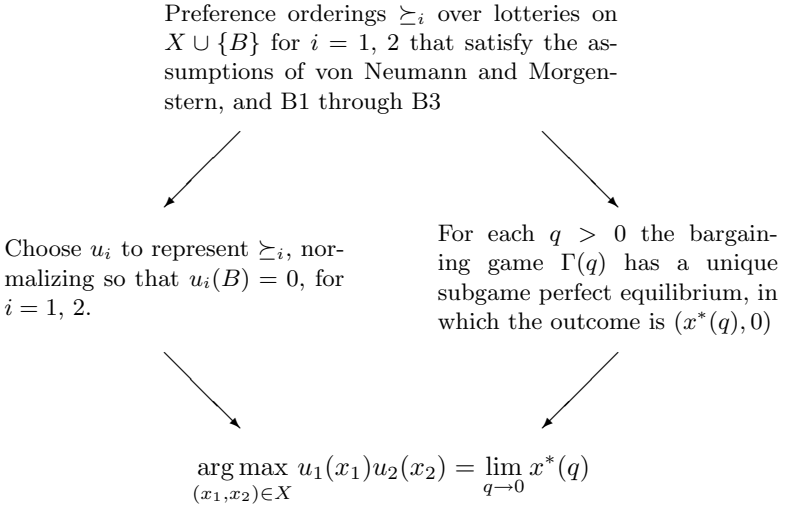 Preference orderings ⪰ᵢ over lotteries on
X ∪ {B} for i = 1, 2 that satisfy the as-
sumptions of von Neumann and Morgen-
stern, and B1 through B3
Choose uᵢ to represent ⪰ᵢ, nor-
malizing so that uᵢ(B) = 0, for
i = 1, 2.
For each q > 0 the bargain-
ing game Γ(q) has a unique
subgame perfect equilibrium, in
which the outcome is (x*(q), 0)
arg max u₁(x₁)u₂(x₂) = lim x*(q)
(x₁,x₂)∈X q→0